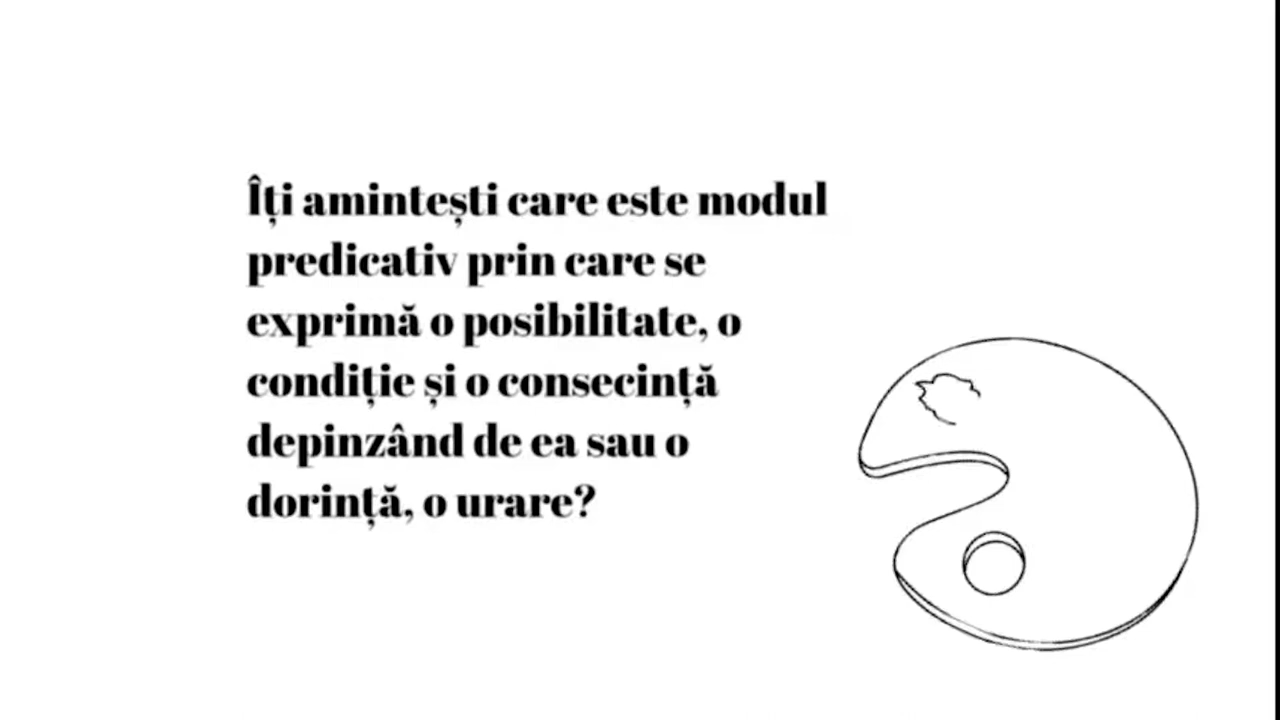 Îți amintești care este modul
predicativ prin care se
exprimă o posibilitate, o
condiție și o consecință
depinzând de ea sau o
dorință, o urare?